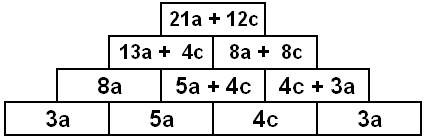 21a + 12c
13a + 4c 8a + 8c
8a 5a + 4c 4c + 3a
3a 5a 4c 3a